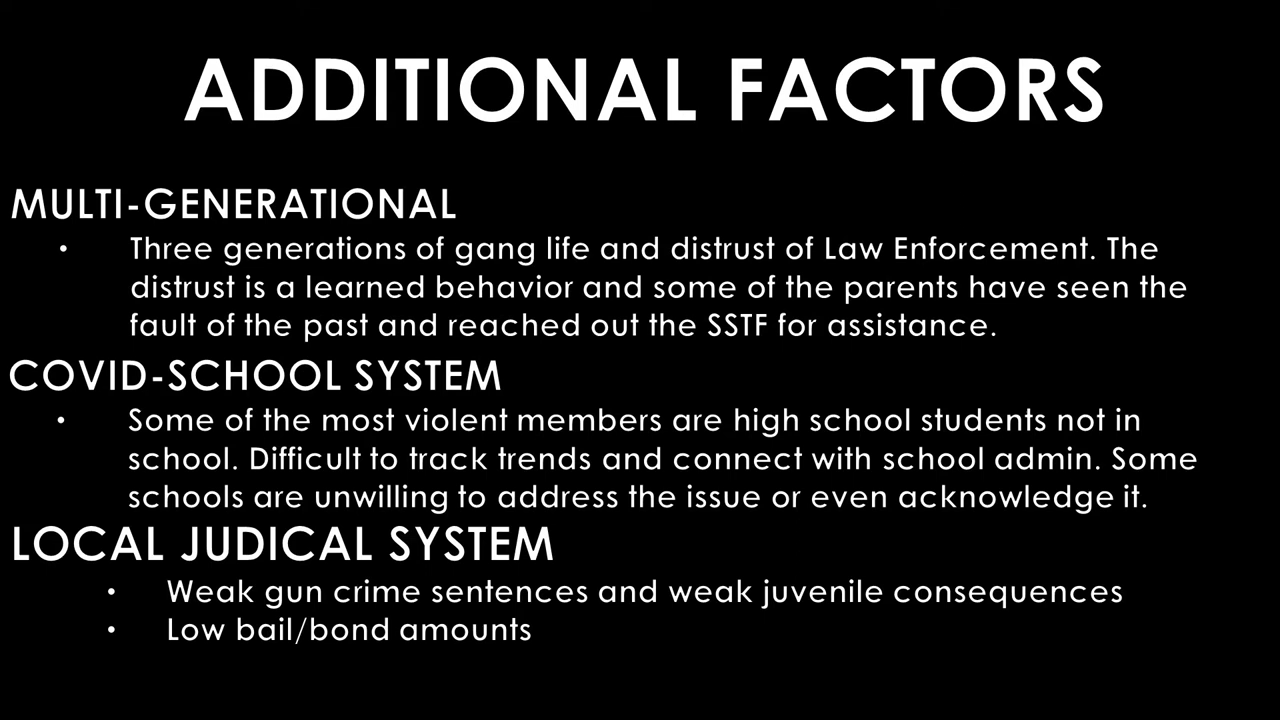 ADDITIONAL FACTORS
MULTI-GENERATIONAL
• Three generations of gang life and distrust of Law Enforcement. The
distrust is a learned behavior and some of the parents have seen the
fault of the past and reached out the SSTF for assistance.
COVID-SCHOOL SYSTEM
• Some of the most violent members are high school students not in
school. Difficult to track trends and connect with school admin. Some
schools are unwilling to address the issue or even acknowledge it.
LOCAL JUDICAL SYSTEM
• Weak gun crime sentences and weak juvenile consequences
• Low bail/bond amounts